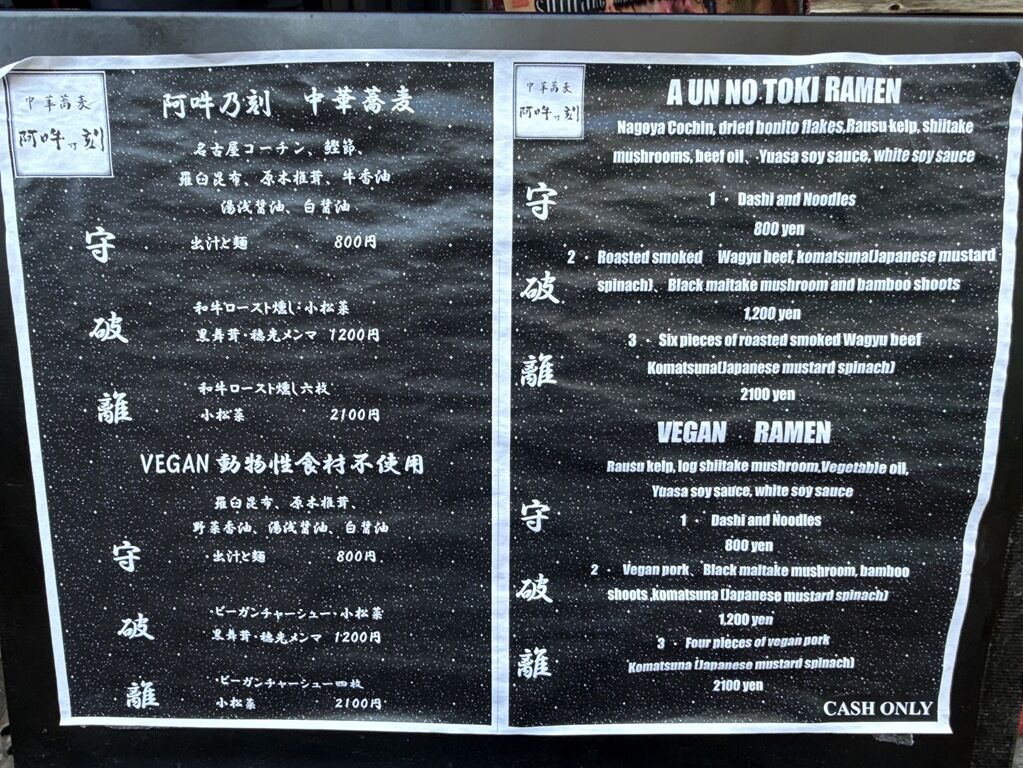 中華蕎麦
阿吽の刻
阿吽乃刻 中華蕎麦
名古屋コーチン、鰹節、
羅臼昆布、原木椎茸、牛香油
湯浅醤油、白醤油
守
出汁と麺 800円
和牛ロースト燻し・小松菜
破
黒舞茸・穂先メンマ 1200円
和牛ロースト燻し六枚
離
小松菜 2100円
VEGAN 動物性食材不使用
羅臼昆布、原木椎茸、
野菜香油、湯浅醤油、白醤油
守
・出汁と麺 800円
・ビーガンチャーシュー・小松菜
破
黒舞茸・穂先メンマ 1200円
・ビーガンチャーシュー四枚
離
小松菜 2100円
中華蕎麦
阿吽の刻
A UN NO TOKI RAMEN
Nagoya Cochin, dried bonito flakes,Rausu kelp, shiitake
mushrooms, beef oil、Yuasa soy sauce, white soy sauce
守
1・ Dashi and Noodles
800 yen
2・ Roasted smoked Wagyu beef, komatsuna(Japanese mustard
破
spinach)、Black maitake mushroom and bamboo shoots
1,200 yen
3・ Six pieces of roasted smoked Wagyu beef
離
Komatsuna(Japanese mustard spinach)
2100 yen
VEGAN RAMEN
Rausu kelp, log shiitake mushroom,Vegetable oil,
Yuasa soy sauce, white soy sauce
守
1・ Dashi and Noodles
800 yen
2・ Vegan pork、Black maitake mushroom, bamboo
破
shoots ,komatsuna (Japanese mustard spinach)
1,200 yen
3・ Four pieces of vegan pork
離
Komatsuna (Japanese mustard spinach)
2100 yen
CASH ONLY